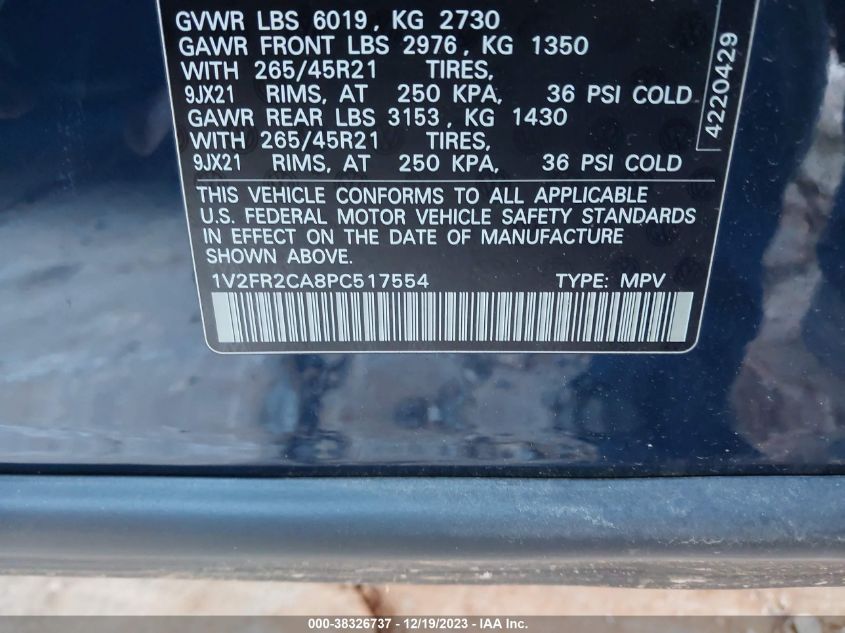 GVWR LBS 6019, KG 2730
GAWR FRONT LBS 2976, KG 1350
WITH 265/45R21 TIRES,
9JX21 RIMS, AT 250 KPA, 36 PSI COLD
GAWR REAR LBS 3153, KG 1430
WITH 265/45R21 TIRES,
9JX21 RIMS, AT 250 KPA, 36 PSI COLD
4220429
THIS VEHICLE CONFORMS TO ALL APPLICABLE
U.S. FEDERAL MOTOR VEHICLE SAFETY STANDARDS
IN EFFECT ON THE DATE OF MANUFACTURE
SHOWN ABOVE.
1V2FR2CA8PC517554 TYPE: MPV
000-38326737 - 12/19/2023 - IAA Inc.